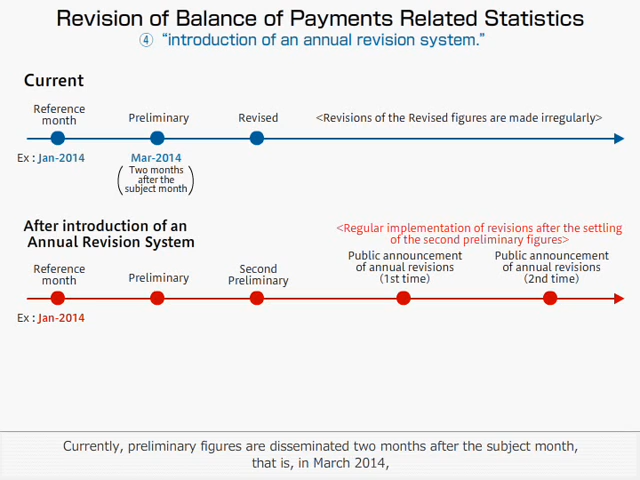 Revision of Balance of Payments Related Statistics
④ “introduction of an annual revision system.”
Current
Reference
month
Preliminary
Revised
<Revisions of the Revised figures are made irregularly>
Ex : Jan-2014
Mar-2014
(Two months
after the
subject month)
After introduction of an
Annual Revision System
<Regular implementation of revisions after the settling
of the second preliminary figures>
Reference
month
Preliminary
Second
Preliminary
Public announcement
of annual revisions
(1st time)
Public announcement
of annual revisions
(2nd time)
Ex : Jan-2014
Currently, preliminary figures are disseminated two months after the subject month,
that is, in March 2014,